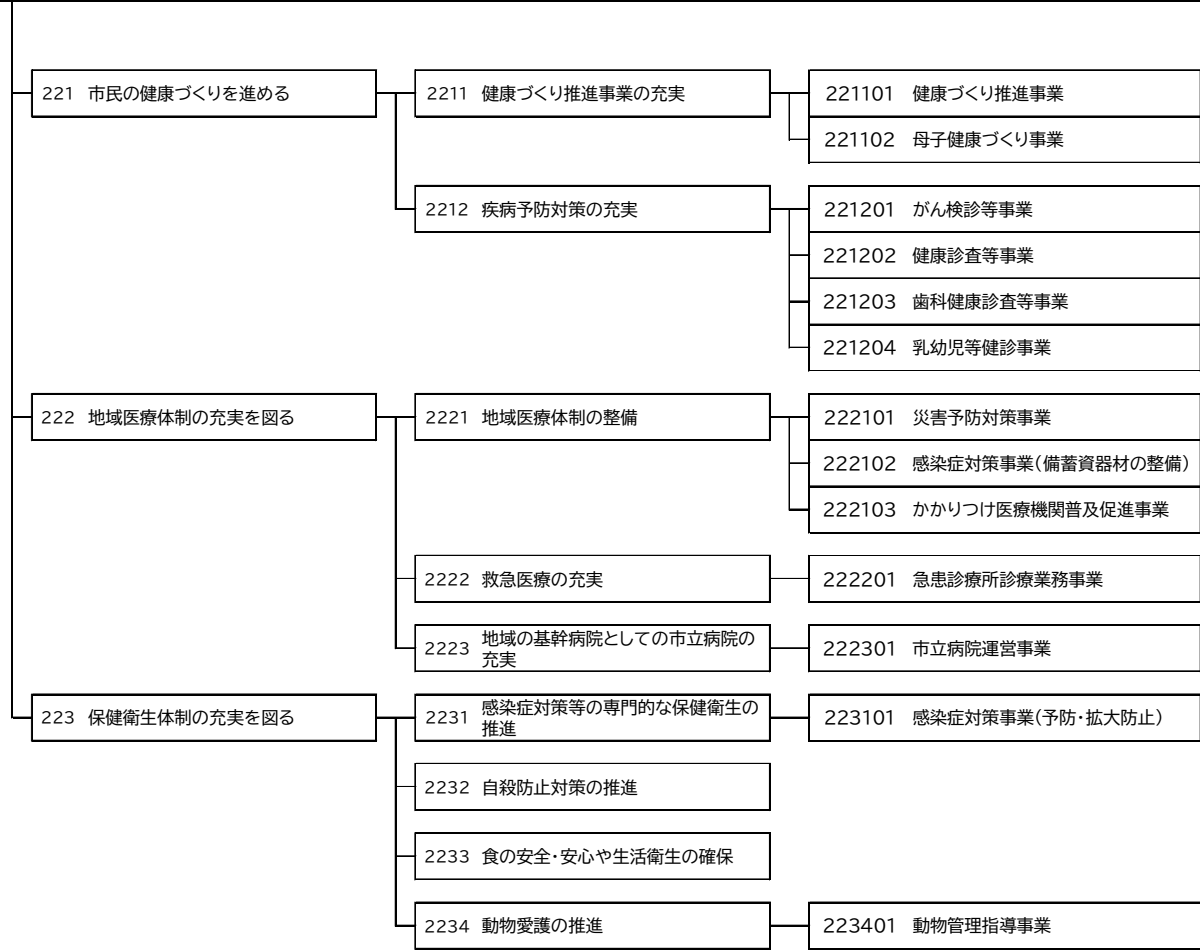 221 市民の健康づくりを進める
2211 健康づくり推進事業の充実
221101 健康づくり推進事業
221102 母子健康づくり事業
2212 疾病予防対策の充実
221201 がん検診等事業
221202 健康診査等事業
221203 歯科健康診査等事業
221204 乳幼児等健診事業
222 地域医療体制の充実を図る
2221 地域医療体制の整備
222101 災害予防対策事業
222102 感染症対策事業(備蓄資器材の整備)
222103 かかりつけ医療機関普及促進事業
2222 救急医療の充実
222201 急患診療所診療業務事業
2223 地域の基幹病院としての市立病院の
充実
222301 市立病院運営事業
223 保健衛生体制の充実を図る
2231 感染症対策等の専門的な保健衛生の
推進
223101 感染症対策事業(予防・拡大防止)
2232 自殺防止対策の推進
2233 食の安全・安心や生活衛生の確保
2234 動物愛護の推進
223401 動物管理指導事業